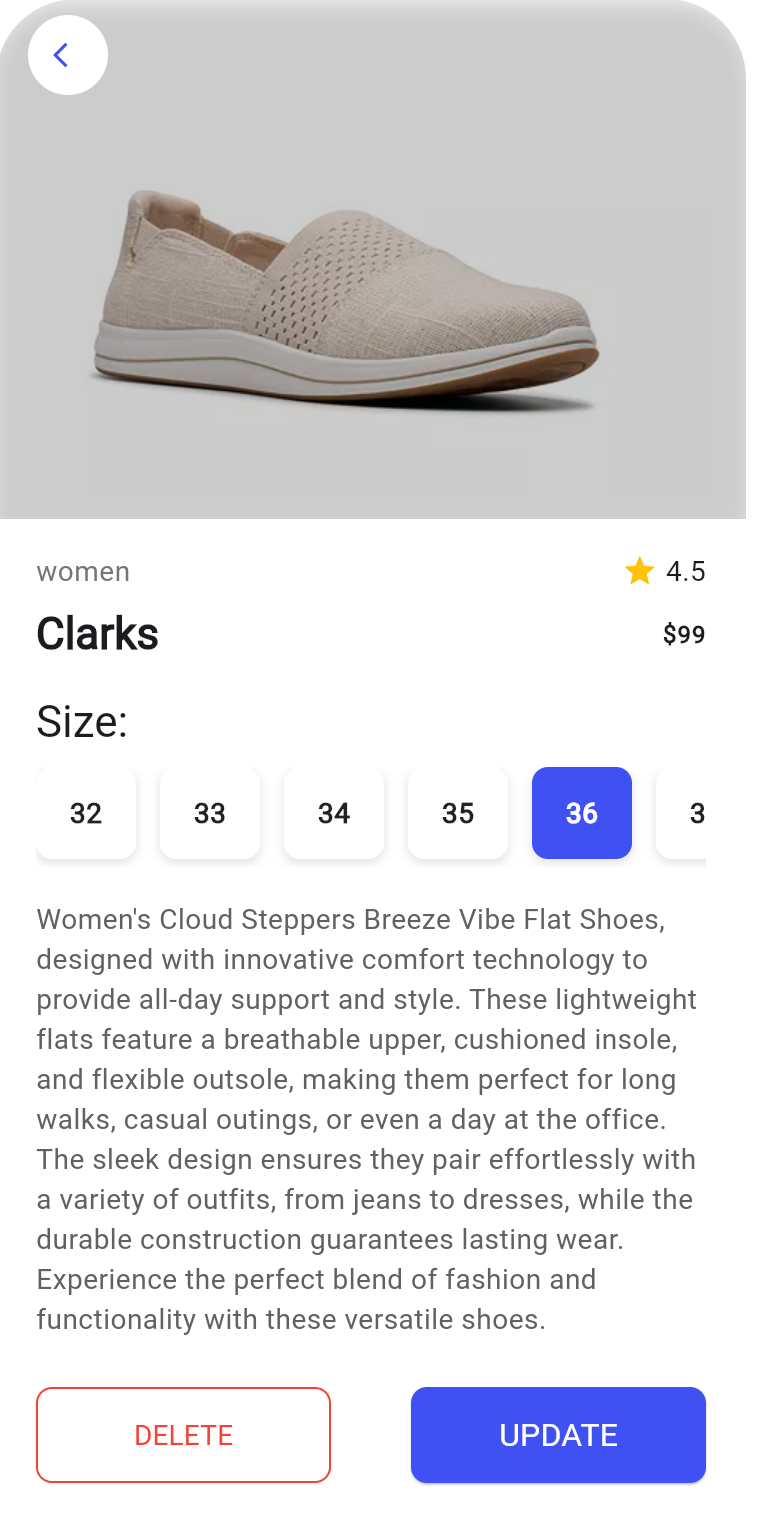 women 4.5
Clarks $99
Size:
32 33 34 35 36 3
Women's Cloud Steppers Breeze Vibe Flat Shoes,
designed with innovative comfort technology to
provide all-day support and style. These lightweight
flats feature a breathable upper, cushioned insole,
and flexible outsole, making them perfect for long
walks, casual outings, or even a day at the office.
The sleek design ensures they pair effortlessly with
a variety of outfits, from jeans to dresses, while the
durable construction guarantees lasting wear.
Experience the perfect blend of fashion and
functionality with these versatile shoes.
DELETE UPDATE